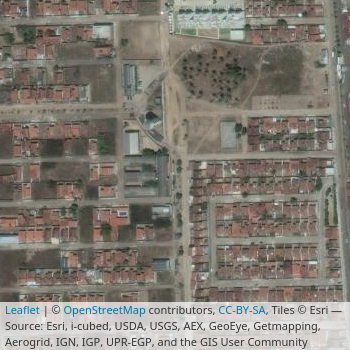 Leaflet | © OpenStreetMap contributors, CC-BY-SA, Tiles © Esri —
Source: Esri, i-cubed, USDA, USGS, AEX, GeoEye, Getmapping,
Aerogrid, IGN, IGP, UPR-EGP, and the GIS User Community